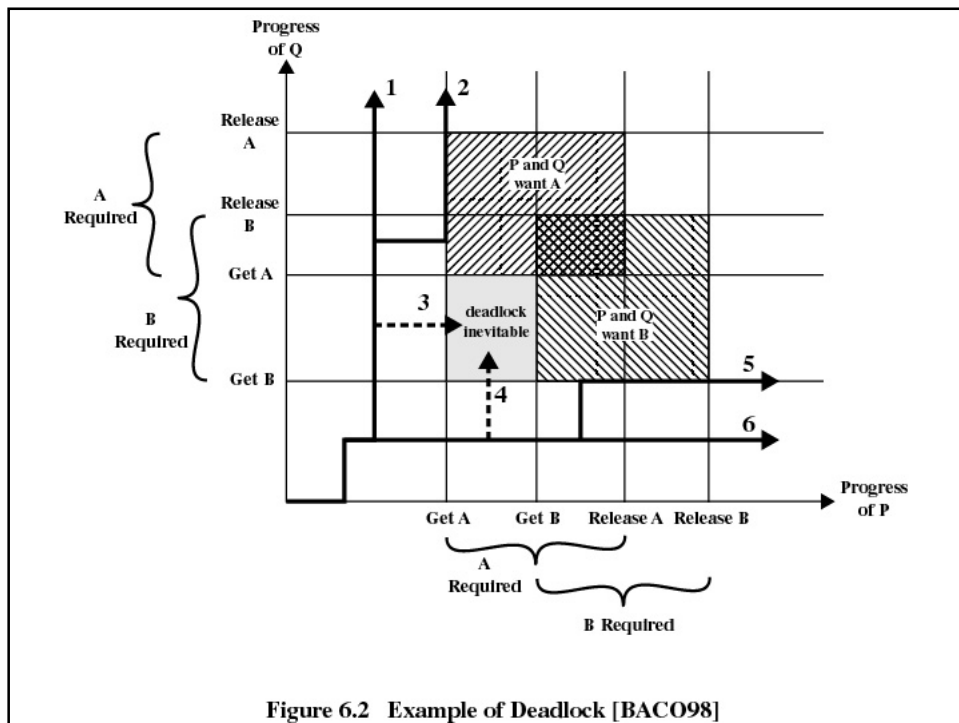 Progress
of Q
1
2
Release
A
P and Q
want A
A
Required
Release
B
Get A
3
deadlock
inevitable
P and Q
want B
B
Required
Get B
4
5
6
Progress
of P
Get A
Get B
Release A
Release B
A
Required
B Required
Figure 6.2 Example of Deadlock [BACO98]